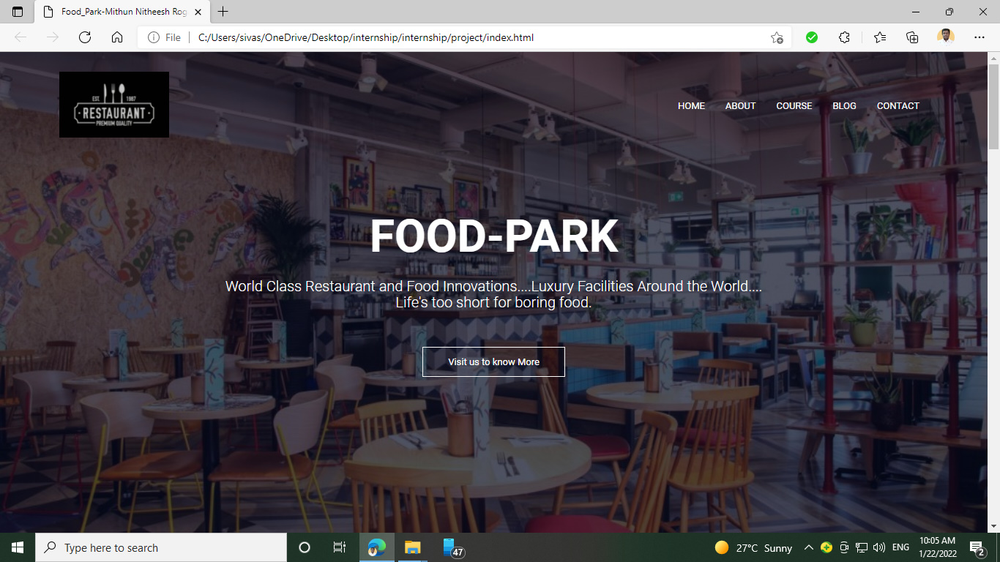 Food_Park-Mithun Nitheesh Rog
File
C:/Users/sivas/OneDrive/Desktop/internship/internship/project/index.html
EST. 1987
RESTAURANT
PREMIUM QUALITY
HOME ABOUT COURSE BLOG CONTACT
FOOD-PARK
World Class Restaurant and Food Innovations....Luxury Facilities Around the World....
Life's too short for boring food.
Visit us to know More
Type here to search
47
27°C Sunny
ENG
10:05 AM
1/22/2022
2